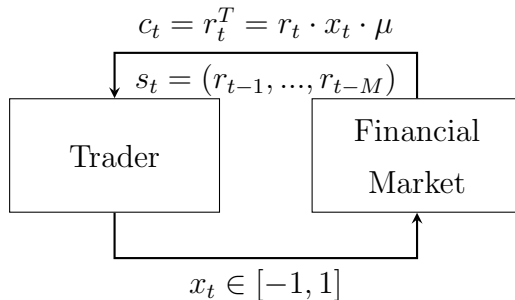 c_t = r_t^T = r_t · x_t · μ
s_t = (r_{t−1}, ..., r_{t−M})
Trader
Financial
Market
x_t ∈ [−1, 1]